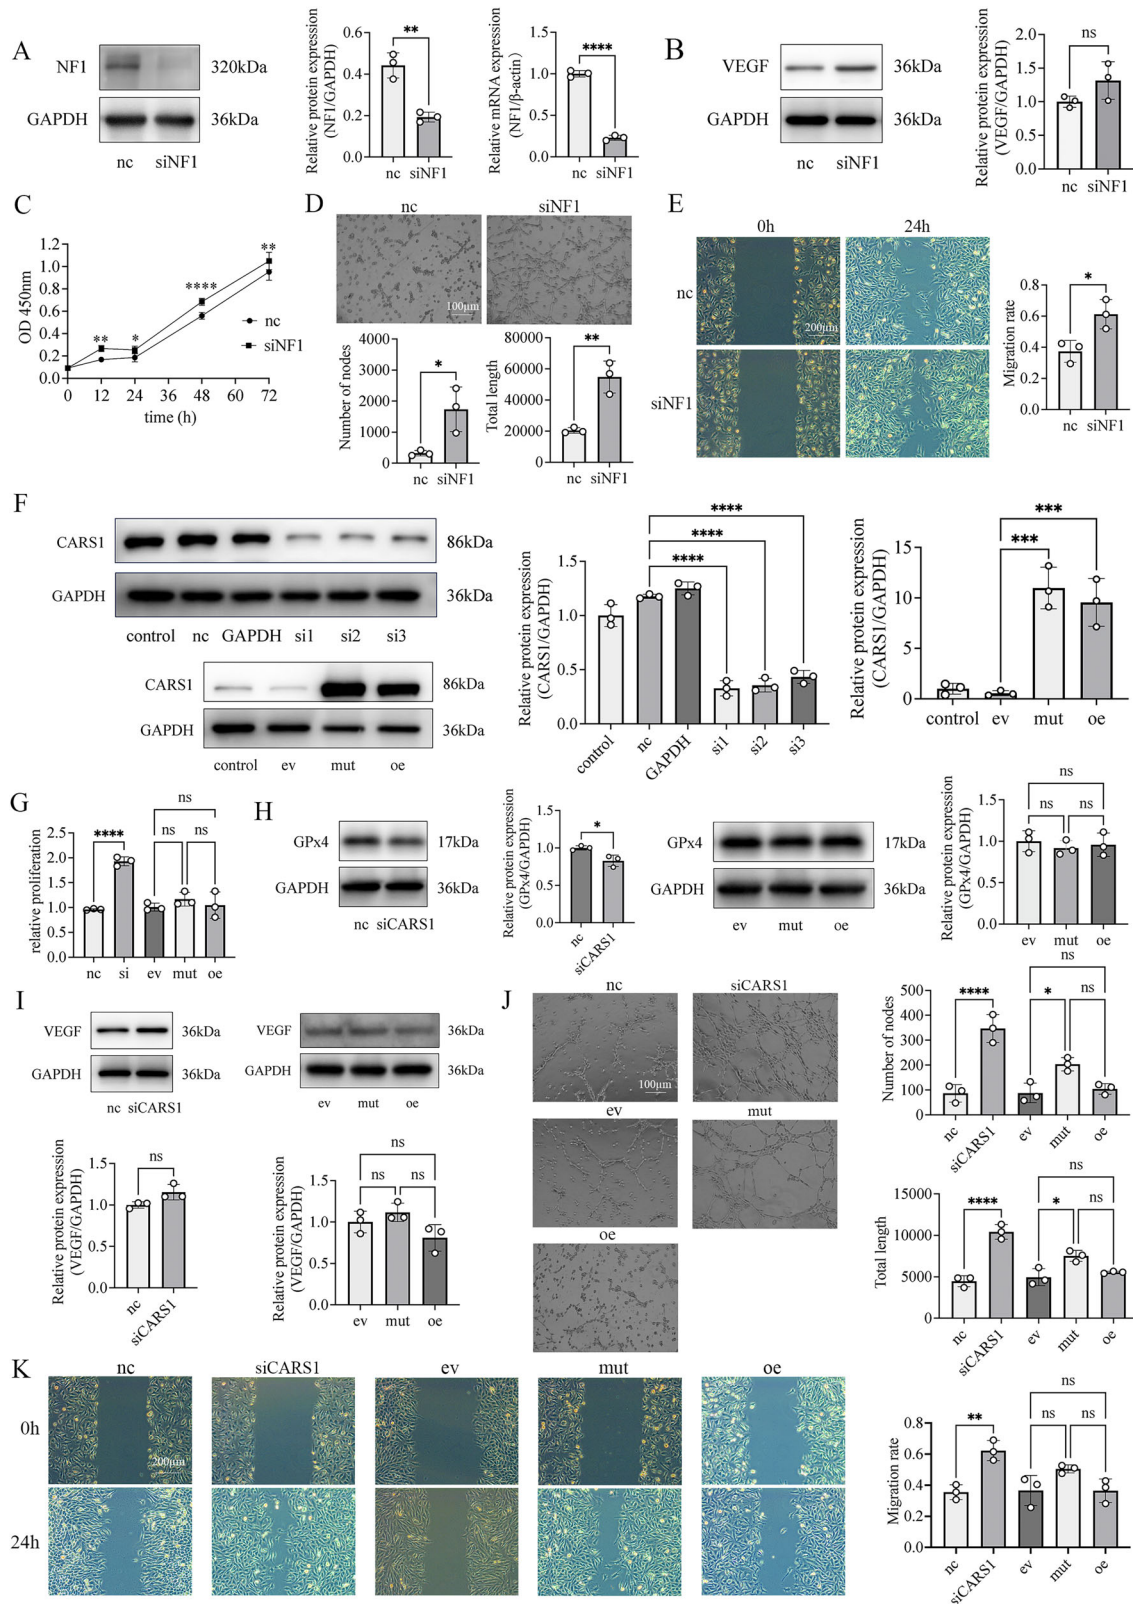 A
NF1
320kDa
GAPDH
36kDa
nc siNF1
Relative protein expression
(NF1/GAPDH)
0.6
0.4
0.2
0.0
**
nc siNF1
Relative mRNA expression
(NF1/β-actin)
1.5
1.0
0.5
0.0
****
nc siNF1
B
VEGF
36kDa
GAPDH
36kDa
nc siNF1
Relative protein expression
(VEGF/GAPDH)
2.0
1.5
1.0
0.5
0.0
ns
nc siNF1
C
OD 450nm
1.2
1.0
0.8
0.6
0.4
0.2
0.0
** * **** **
nc
siNF1
0 12 24 36 48 60 72
time (h)
D
nc siNF1
100μm
Number of nodes
4000
3000
2000
1000
0
*
nc siNF1
Total length
80000
60000
40000
20000
0
**
nc siNF1
E
0h 24h
nc
200μm
siNF1
Migration rate
0.8
0.6
0.4
0.2
0.0
*
nc siNF1
F
CARS1
86kDa
GAPDH
36kDa
control nc GAPDH si1 si2 si3
CARS1
86kDa
GAPDH
36kDa
control ev mut oe
Relative protein expression
(CARS1/GAPDH)
1.5
1.0
0.5
0.0
****
****
****
control nc GAPDH si1 si2 si3
Relative protein expression
(CARS1/GAPDH)
15
10
5
0
***
***
control ev mut oe
G
relative proliferation
2.5
2.0
1.5
1.0
0.5
0.0
ns
**** ns ns
nc si ev mut oe
H
GPx4
17kDa
GAPDH
36kDa
nc siCARS1
Relative protein expression
(GPx4/GAPDH)
1.5
1.0
0.5
0.0
*
nc siCARS1
GPx4
17kDa
GAPDH
36kDa
ev mut oe
Relative protein expression
(GPx4/GAPDH)
1.5
1.0
0.5
0.0
ns
ns ns
ev mut oe
I
VEGF
36kDa
GAPDH
36kDa
nc siCARS1
VEGF
36kDa
GAPDH
36kDa
ev mut oe
Relative protein expression
(VEGF/GAPDH)
1.5
1.0
0.5
0.0
ns
nc siCARS1
Relative protein expression
(VEGF/GAPDH)
2.0
1.5
1.0
0.5
0.0
ns
ns ns
ev mut oe
J
nc siCARS1
100μm
ev mut
oe
Number of nodes
500
400
300
200
100
0
ns
**** * ns
nc siCARS1 ev mut oe
Total length
15000
10000
5000
0
ns
**** * ns
nc siCARS1 ev mut oe
K
nc siCARS1 ev mut oe
0h
200μm
24h
Migration rate
0.8
0.6
0.4
0.2
0.0
ns
** ns ns
nc siCARS1 ev mut oe